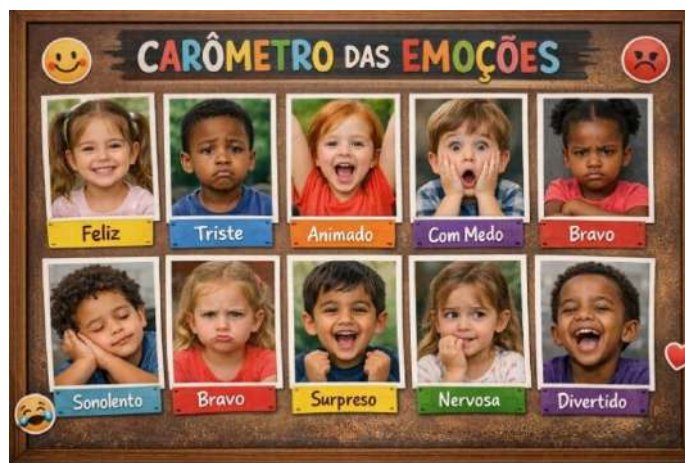 CARÔMETRO DAS EMOÇÕES
Feliz
Triste
Animado
Com Medo
Bravo
Sonolento
Bravo
Surpreso
Nervosa
Divertido